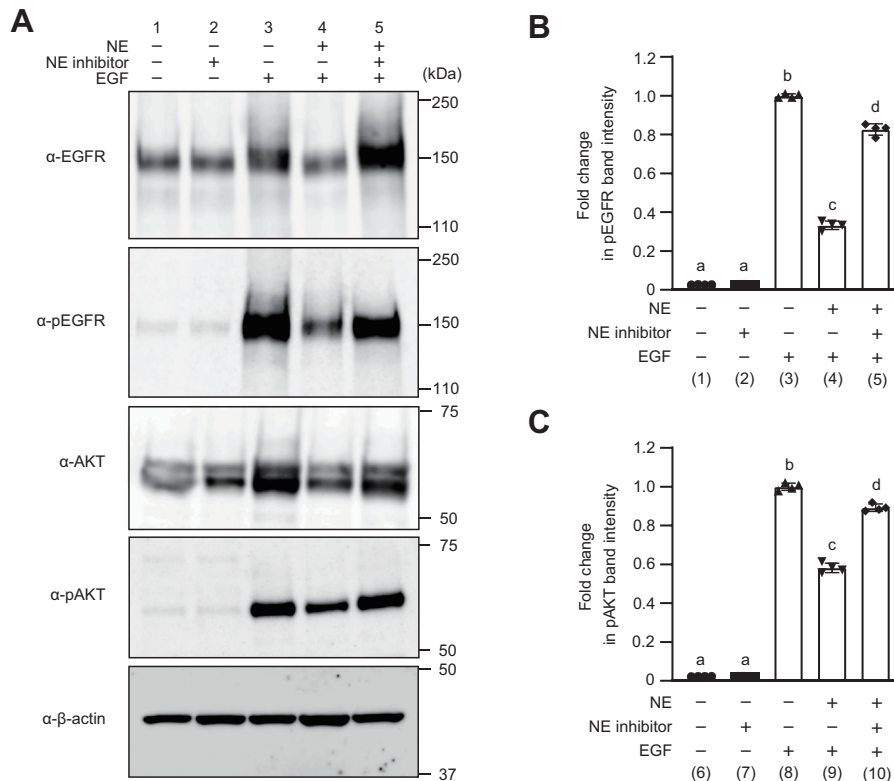 A
1 2 3 4 5
NE – – – + +
NE inhibitor – + – – +
EGF – – + + +
(kDa)
α-EGFR
250
150
110
α-pEGFR
250
150
110
α-AKT
75
50
α-pAKT
75
50
α-β-actin
50
37
B
Fold change
in pEGFR band intensity
1.2
1.0
0.8
0.6
0.4
0.2
0
a a b c d
NE – – – + +
NE inhibitor – + – – +
EGF – – + + +
(1) (2) (3) (4) (5)
C
Fold change
in pAKT band intensity
1.2
1.0
0.8
0.6
0.4
0.2
0
a a b c d
NE – – – + +
NE inhibitor – + – – +
EGF – – + + +
(6) (7) (8) (9) (10)